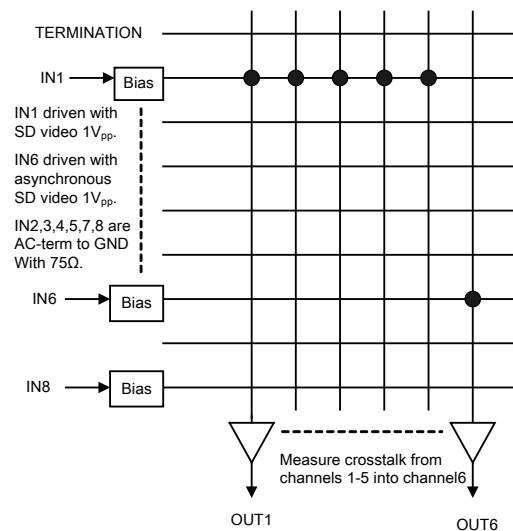 TERMINATION
IN1
Bias
IN1 driven with
SD video 1Vpp.
IN6 driven with
asynchronous
SD video 1Vpp.
IN2,3,4,5,7,8 are
AC-term to GND
With 75Ω.
IN6
Bias
IN8
Bias
Measure crosstalk from
channels 1-5 into channel6
OUT1
OUT6